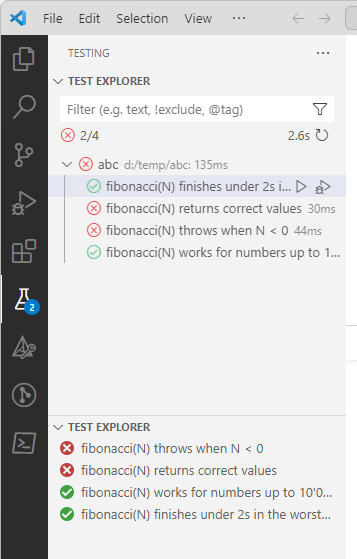 File Edit Selection View
TESTING ...
TEST EXPLORER
Filter (e.g. text, !exclude, @tag)
2/4 2.6s
abc d:/temp/abc: 135ms
fibonacci(N) finishes under 2s i...
fibonacci(N) returns correct values 30ms
fibonacci(N) throws when N < 0 44ms
fibonacci(N) works for numbers up to 1...
2
TEST EXPLORER
fibonacci(N) throws when N < 0
fibonacci(N) returns correct values
fibonacci(N) works for numbers up to 10'0...
fibonacci(N) finishes under 2s in the worst...